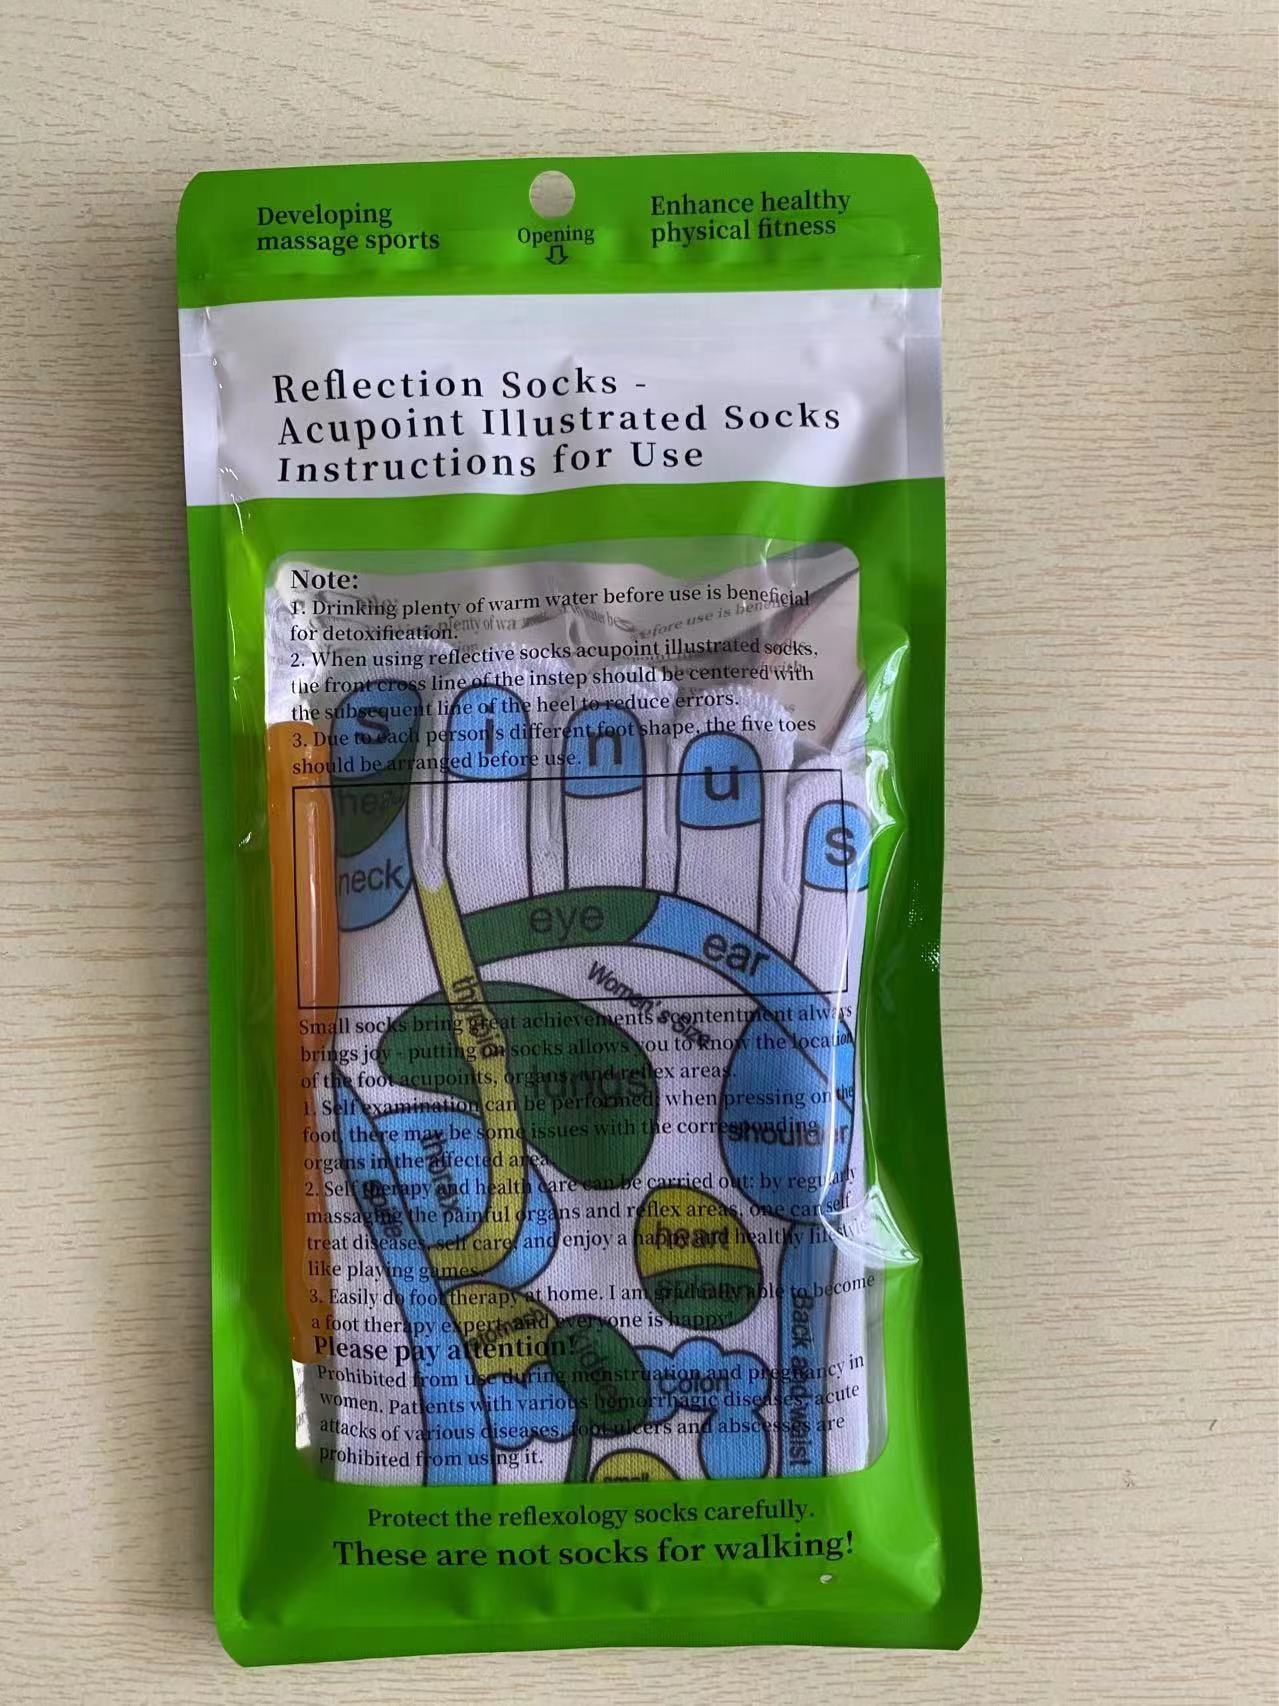 Developing
massage sports
Opening
Enhance healthy
physical fitness
Reflection Socks -
Acupoint Illustrated Socks
Instructions for Use
Note:
1. Drinking plenty of warm water before use is beneficial
for detoxification.
2. When using reflective socks acupoint illustrated socks,
the front cross line of the instep should be centered with
the subsequent line of the heel to reduce errors.
3. Due to each person's different foot shape, the five toes
should be arranged before use.
s
i
n
u
s
head
neck
eye
ear
Women's Size
thyroid
shoulder
heart
spleen
stomach
kidney
Colon
Back and waist
small
Small socks bring great achievements contentment always
brings joy - putting on socks allows you to know the location
of the foot acupoints, organs, and reflex areas.
1. Self examination can be performed: when pressing on the
foot, there may be some issues with the corresponding
organs in the affected area
2. Self therapy and health care can be carried out: by regularly
massaging the painful organs and reflex areas, one can self
treat diseases, self care, and enjoy a happy and healthy lifestyle
like playing games
3. Easily do foot therapy at home. I am gradually able to become
a foot therapy expert, and everyone is happy!
Please pay attention!
Prohibited from use during menstruation and pregnancy in
women. Patients with various hemorrhagic diseases, acute
attacks of various diseases, foot ulcers and abscesses are
prohibited from using it.
Protect the reflexology socks carefully.
These are not socks for walking!